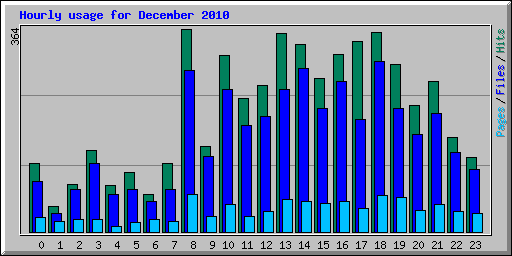 Hourly usage for December 2010
364
Pages/Files/Hits
0 1 2 3 4 5 6 7 8 9 10 11 12 13 14 15 16 17 18 19 20 21 22 23